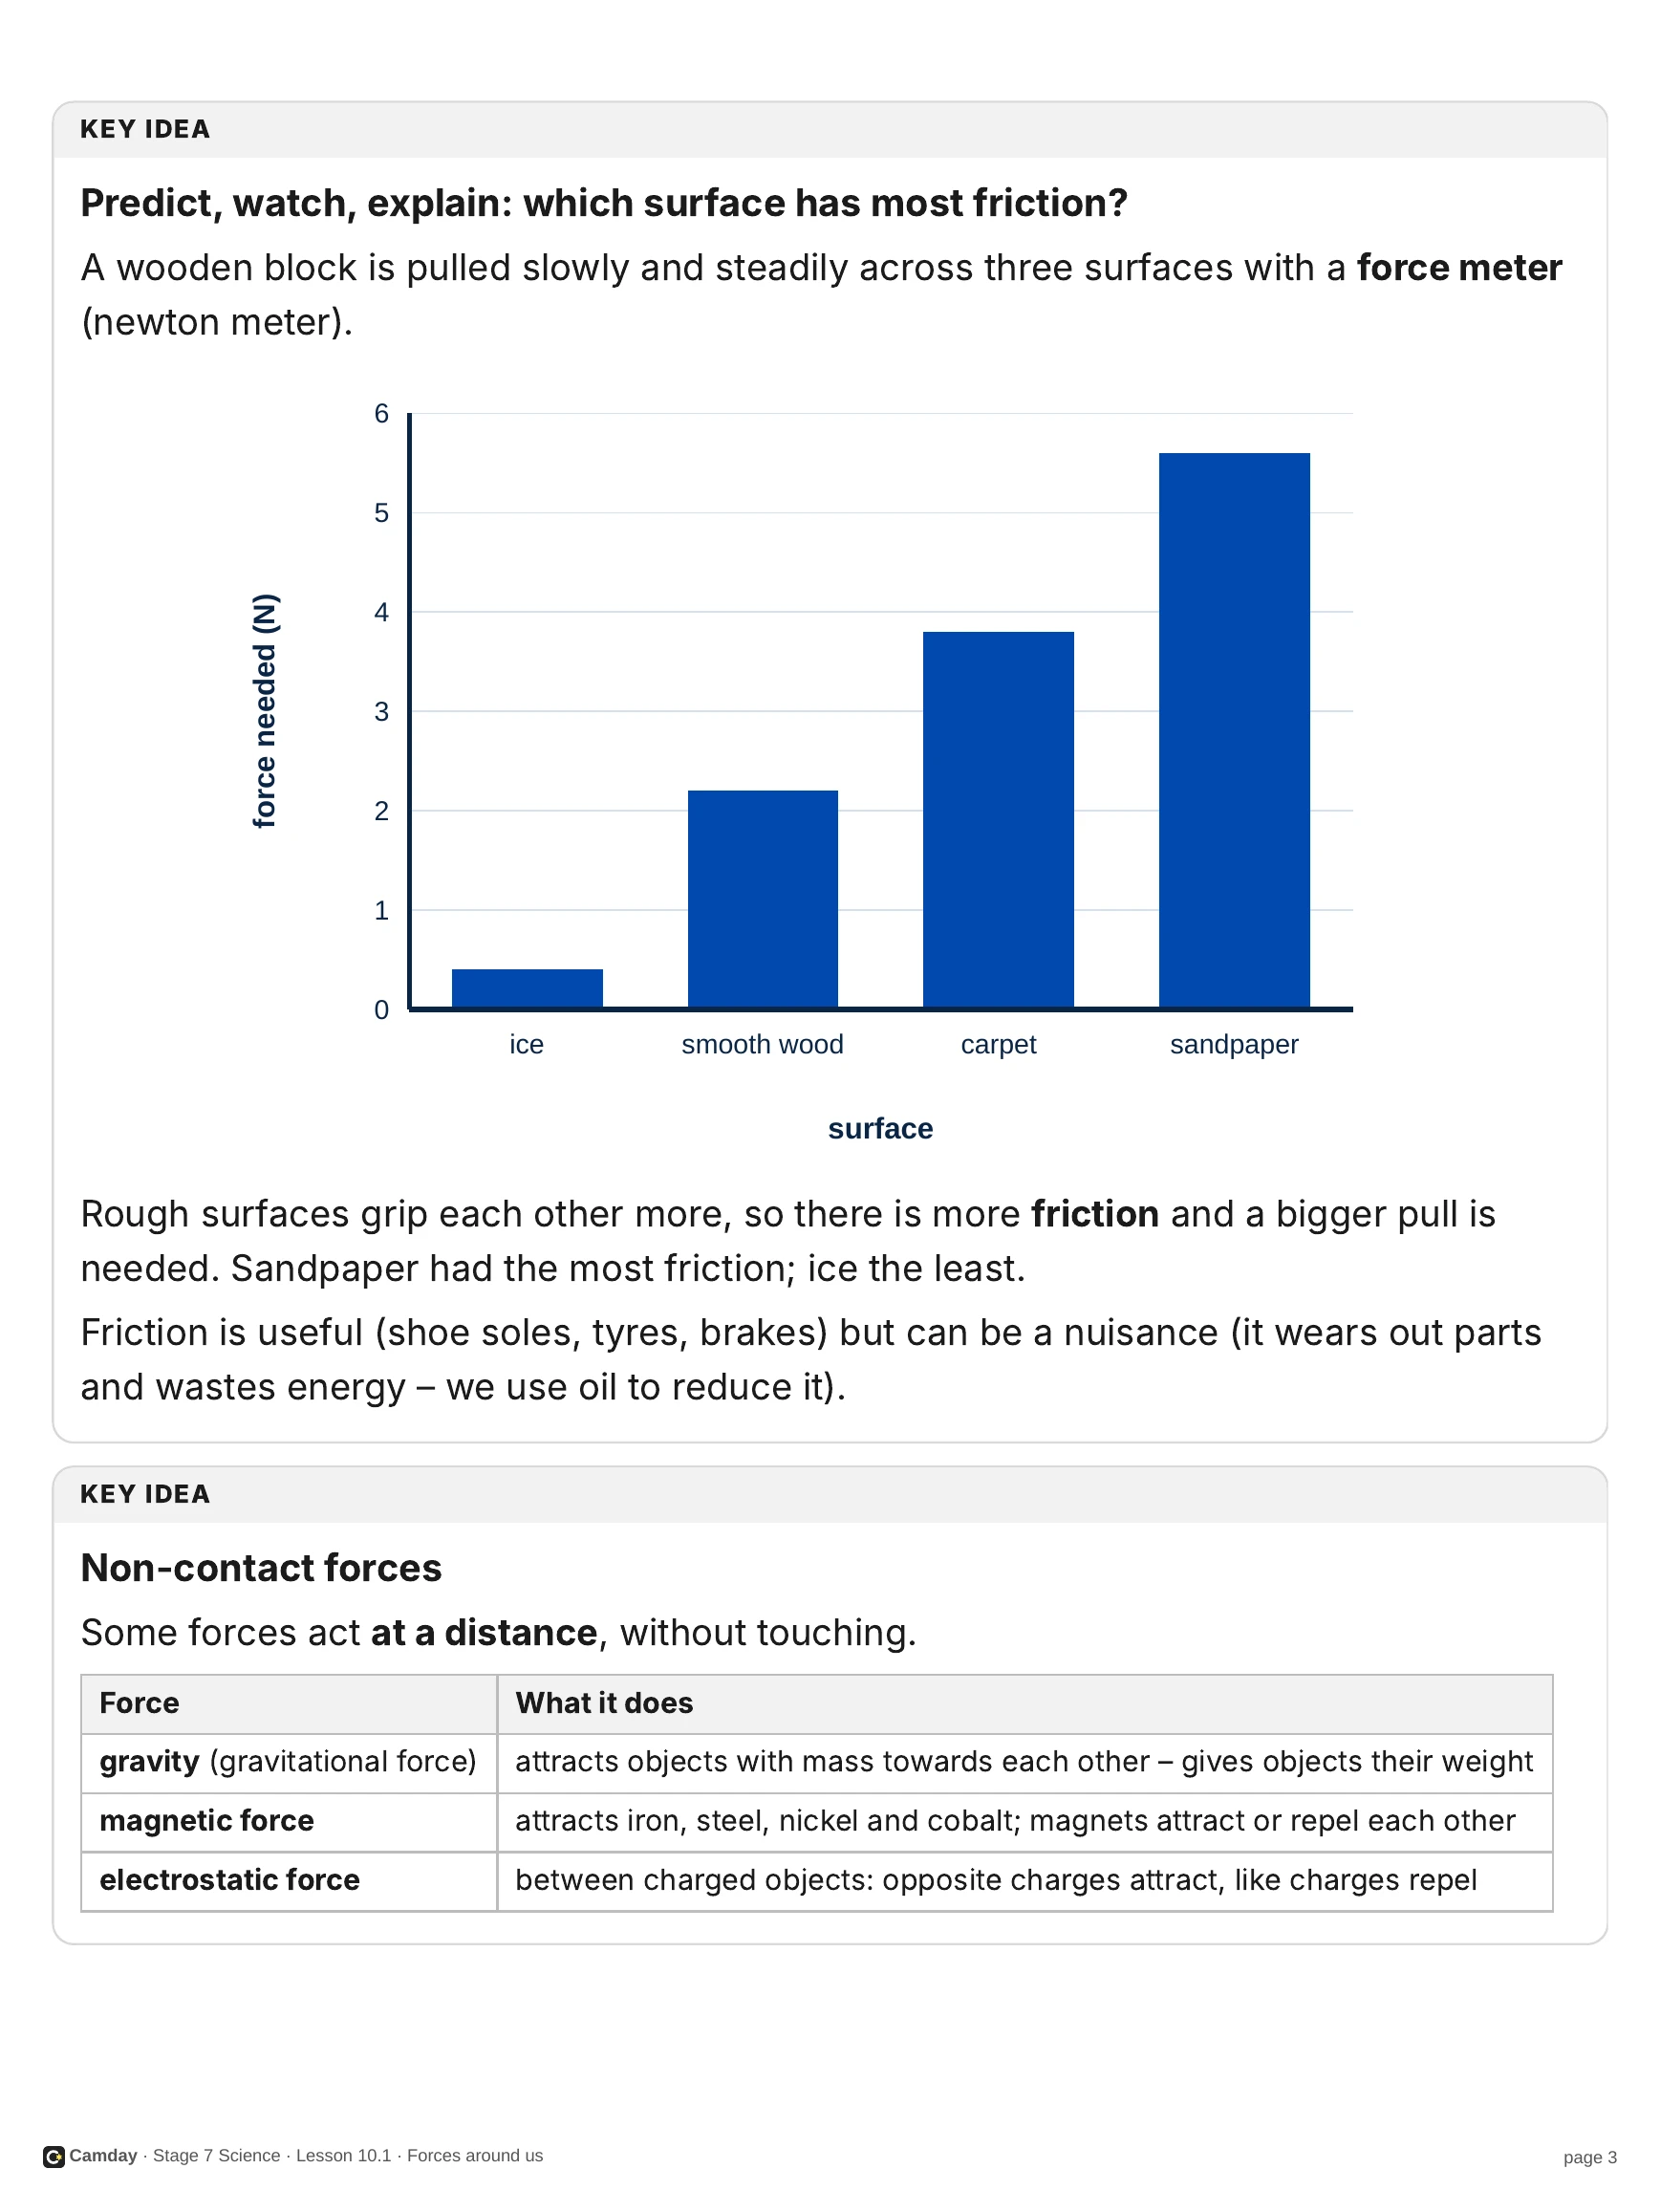 KEY IDEA
Predict, watch, explain: which surface has most friction?
A wooden block is pulled slowly and steadily across three surfaces with a force meter
(newton meter).
6
5
4
3
2
1
0
force needed (N)
ice smooth wood carpet sandpaper
surface
Rough surfaces grip each other more, so there is more friction and a bigger pull is
needed. Sandpaper had the most friction; ice the least.
Friction is useful (shoe soles, tyres, brakes) but can be a nuisance (it wears out parts
and wastes energy – we use oil to reduce it).
KEY IDEA
Non-contact forces
Some forces act at a distance, without touching.
Force What it does
gravity (gravitational force) attracts objects with mass towards each other – gives objects their weight
magnetic force attracts iron, steel, nickel and cobalt; magnets attract or repel each other
electrostatic force between charged objects: opposite charges attract, like charges repel
Camday · Stage 7 Science · Lesson 10.1 · Forces around us page 3